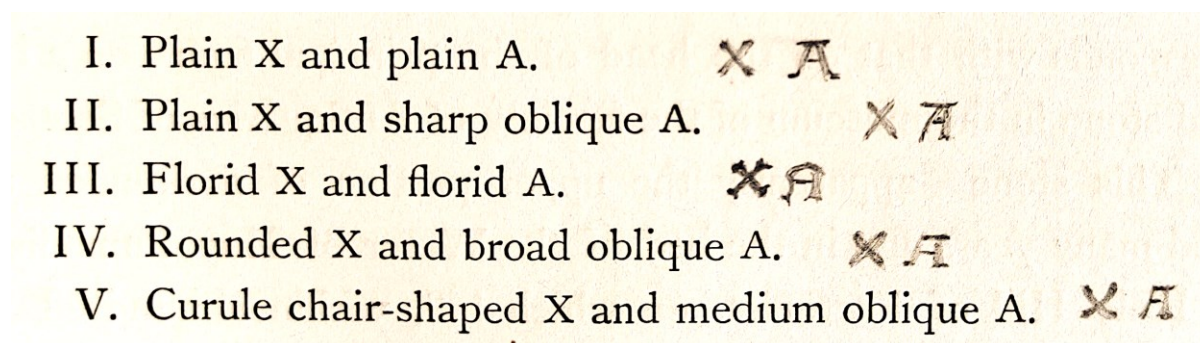 I. Plain X and plain A. X A
II. Plain X and sharp oblique A. X A
III. Florid X and florid A. X A
IV. Rounded X and broad oblique A. X A
V. Curule chair-shaped X and medium oblique A. X A